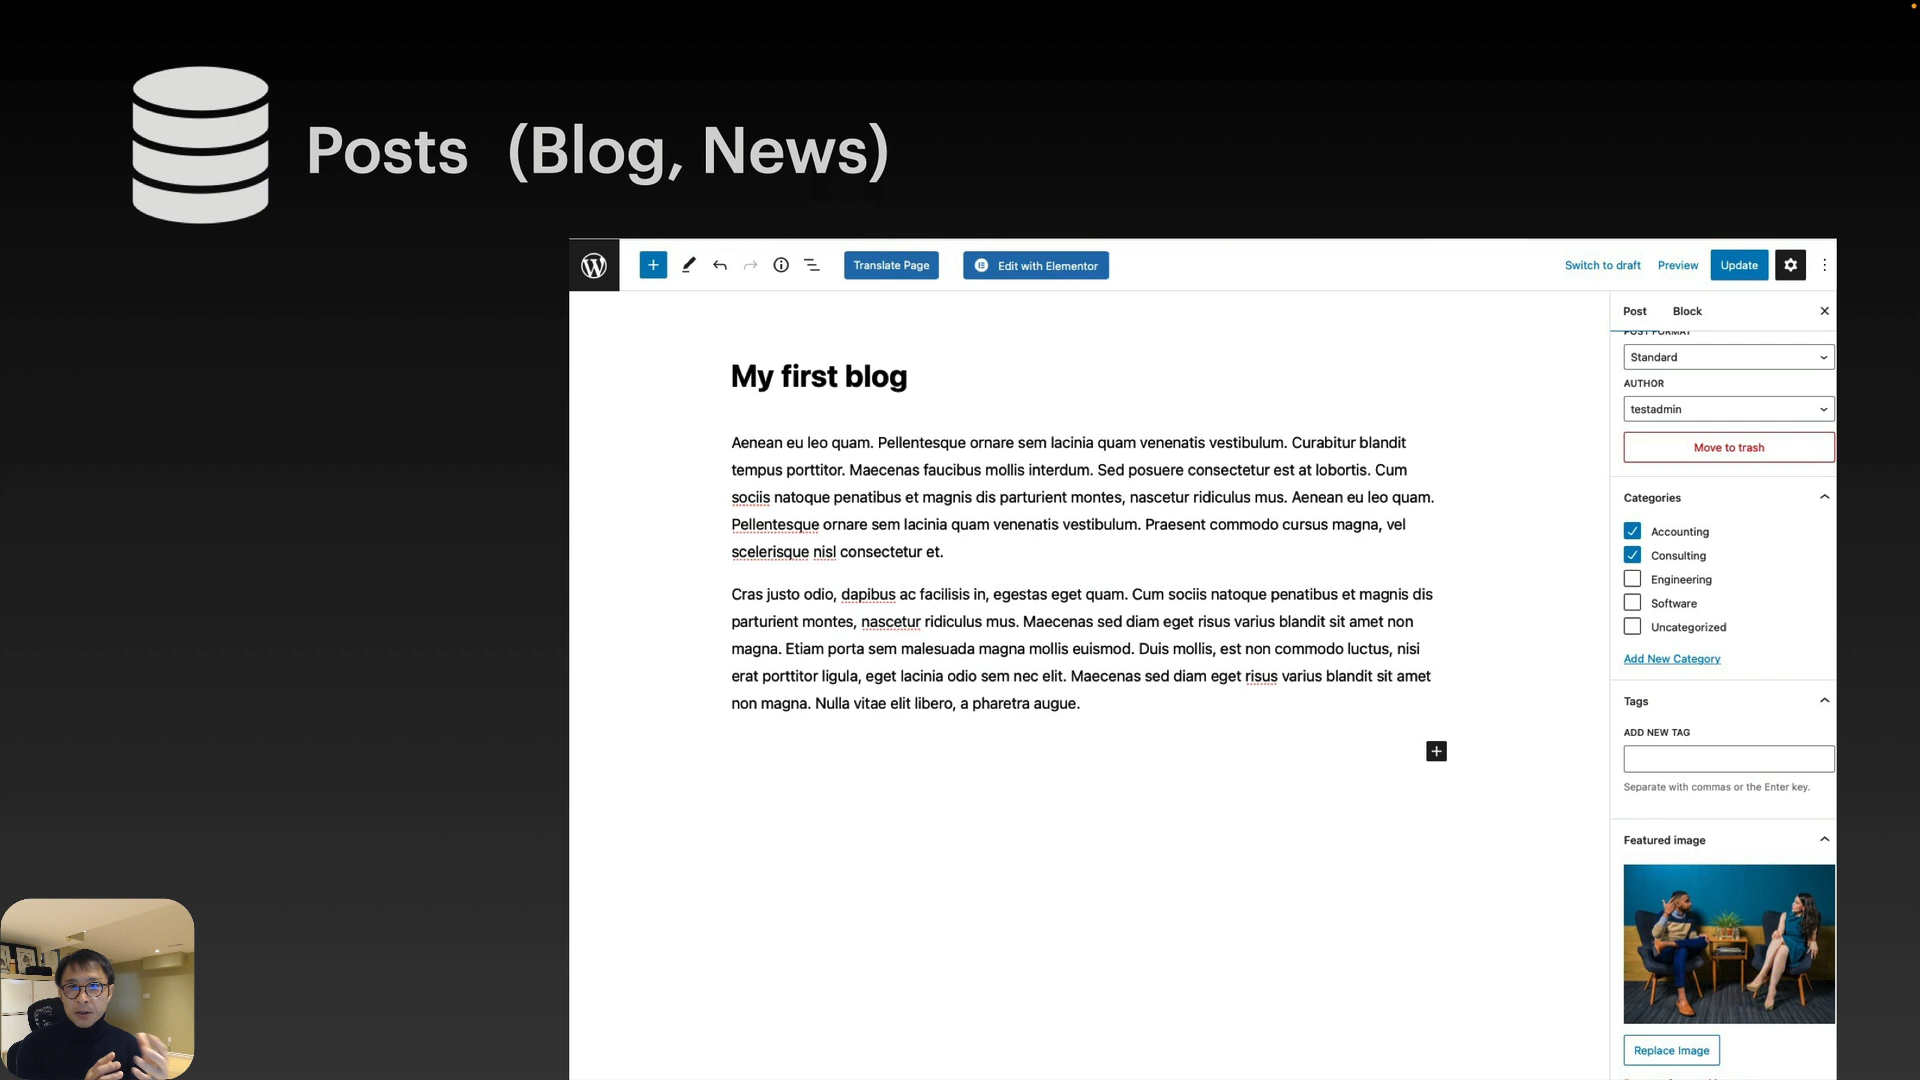 Posts (Blog, News)
Translate Page
Edit with Elementor
Switch to draft
Preview
Update
Post
Block
POST FORMAT
Standard
AUTHOR
testadmin
Move to trash
My first blog
Aenean eu leo quam. Pellentesque ornare sem lacinia quam venenatis vestibulum. Curabitur blandit
tempus porttitor. Maecenas faucibus mollis interdum. Sed posuere consectetur est at lobortis. Cum
sociis natoque penatibus et magnis dis parturient montes, nascetur ridiculus mus. Aenean eu leo quam.
Pellentesque ornare sem lacinia quam venenatis vestibulum. Praesent commodo cursus magna, vel
scelerisque nisl consectetur et.
Cras justo odio, dapibus ac facilisis in, egestas eget quam. Cum sociis natoque penatibus et magnis dis
parturient montes, nascetur ridiculus mus. Maecenas sed diam eget risus varius blandit sit amet non
magna. Etiam porta sem malesuada magna mollis euismod. Duis mollis, est non commodo luctus, nisi
erat porttitor ligula, eget lacinia odio sem nec elit. Maecenas sed diam eget risus varius blandit sit amet
non magna. Nulla vitae elit libero, a pharetra augue.
Categories
Accounting
Consulting
Engineering
Software
Uncategorized
Add New Category
Tags
ADD NEW TAG
Separate with commas or the Enter key.
Featured image
Replace Image